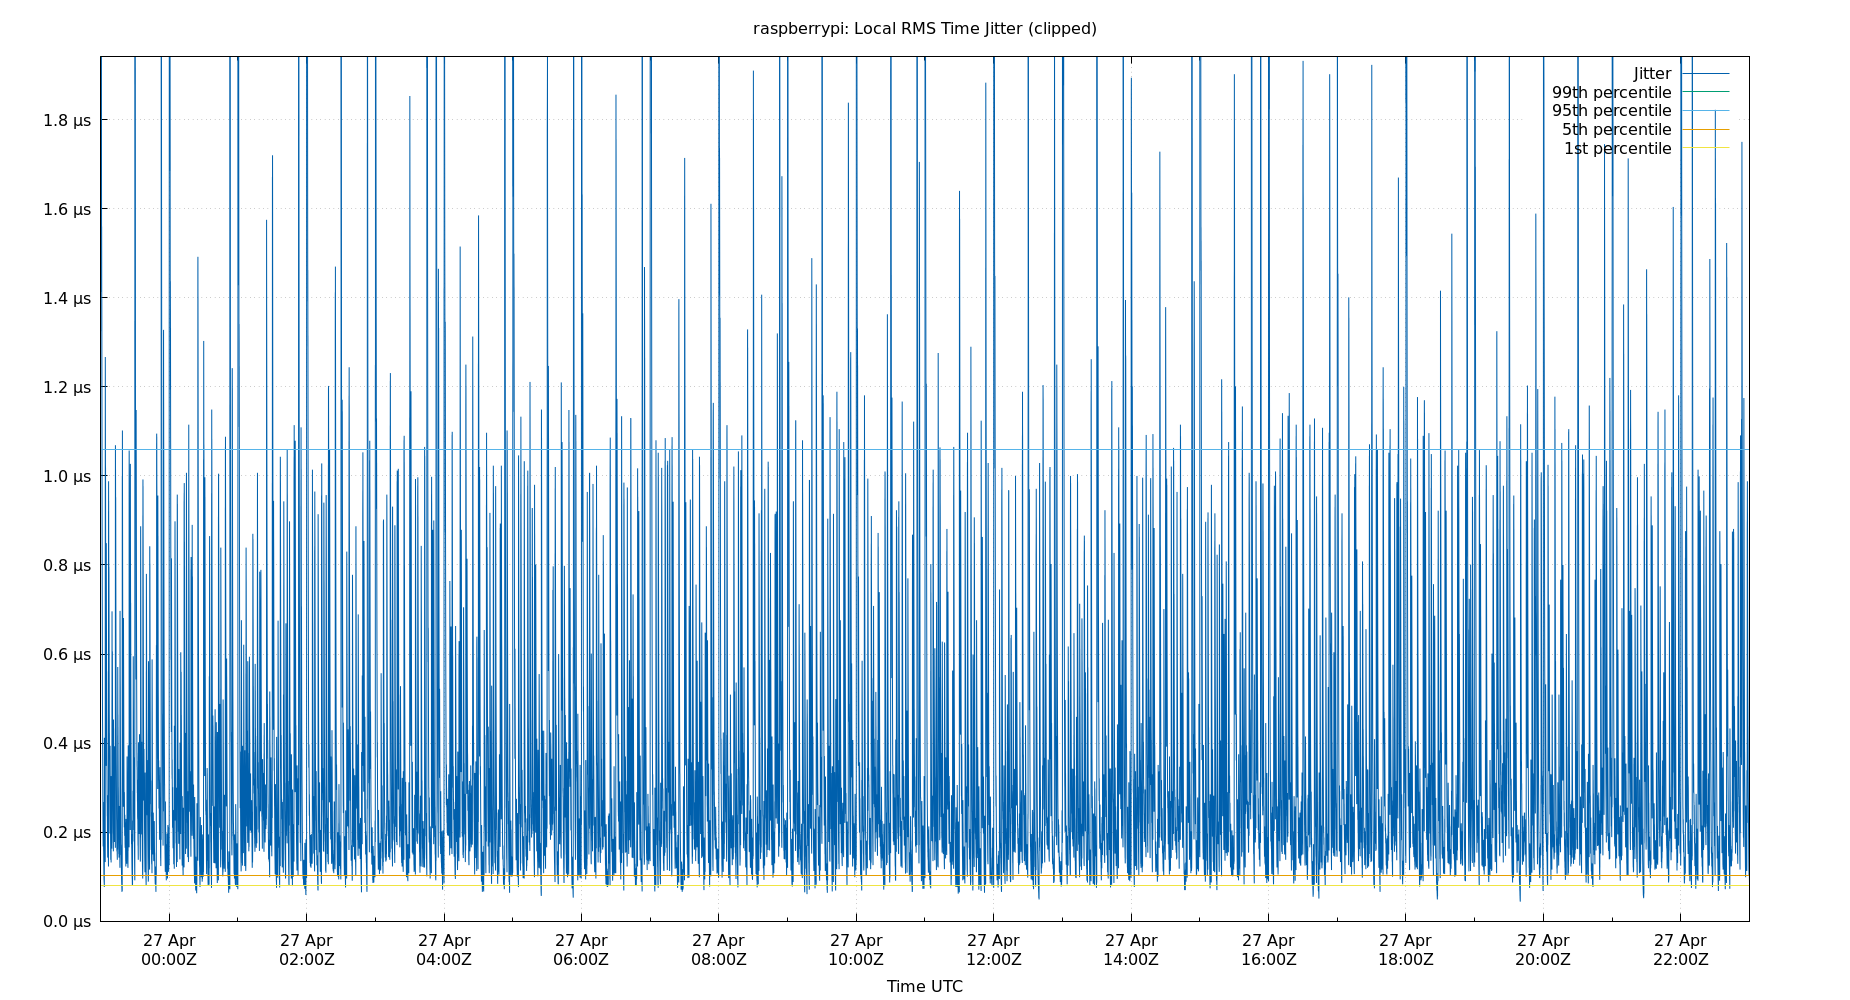 raspberrypi: Local RMS Time Jitter (clipped)
Jitter
99th percentile
95th percentile
5th percentile
1st percentile
1.8 µs
1.6 µs
1.4 µs
1.2 µs
1.0 µs
0.8 µs
0.6 µs
0.4 µs
0.2 µs
0.0 µs
27 Apr 27 Apr 27 Apr 27 Apr 27 Apr 27 Apr 27 Apr 27 Apr 27 Apr 27 Apr 27 Apr 27 Apr
00:00Z 02:00Z 04:00Z 06:00Z 08:00Z 10:00Z 12:00Z 14:00Z 16:00Z 18:00Z 20:00Z 22:00Z
Time UTC